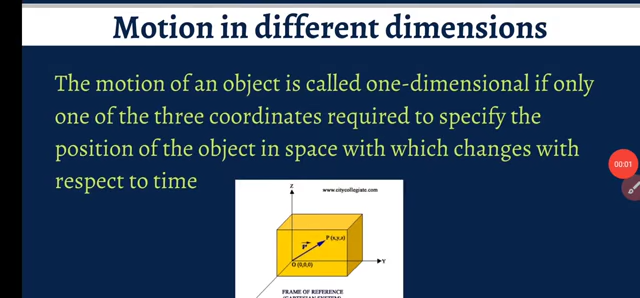 Motion in different dimensions
The motion of an object is called one-dimensional if only
one of the three coordinates required to specify the
position of the object in space with which changes with
respect to time
00:01
Z
www.citycollegiate.com
P (x,y,z)
r
O (0,0,0)
Y
FRAME OF REFERENCE
(CARTESIAN SYSTEM)